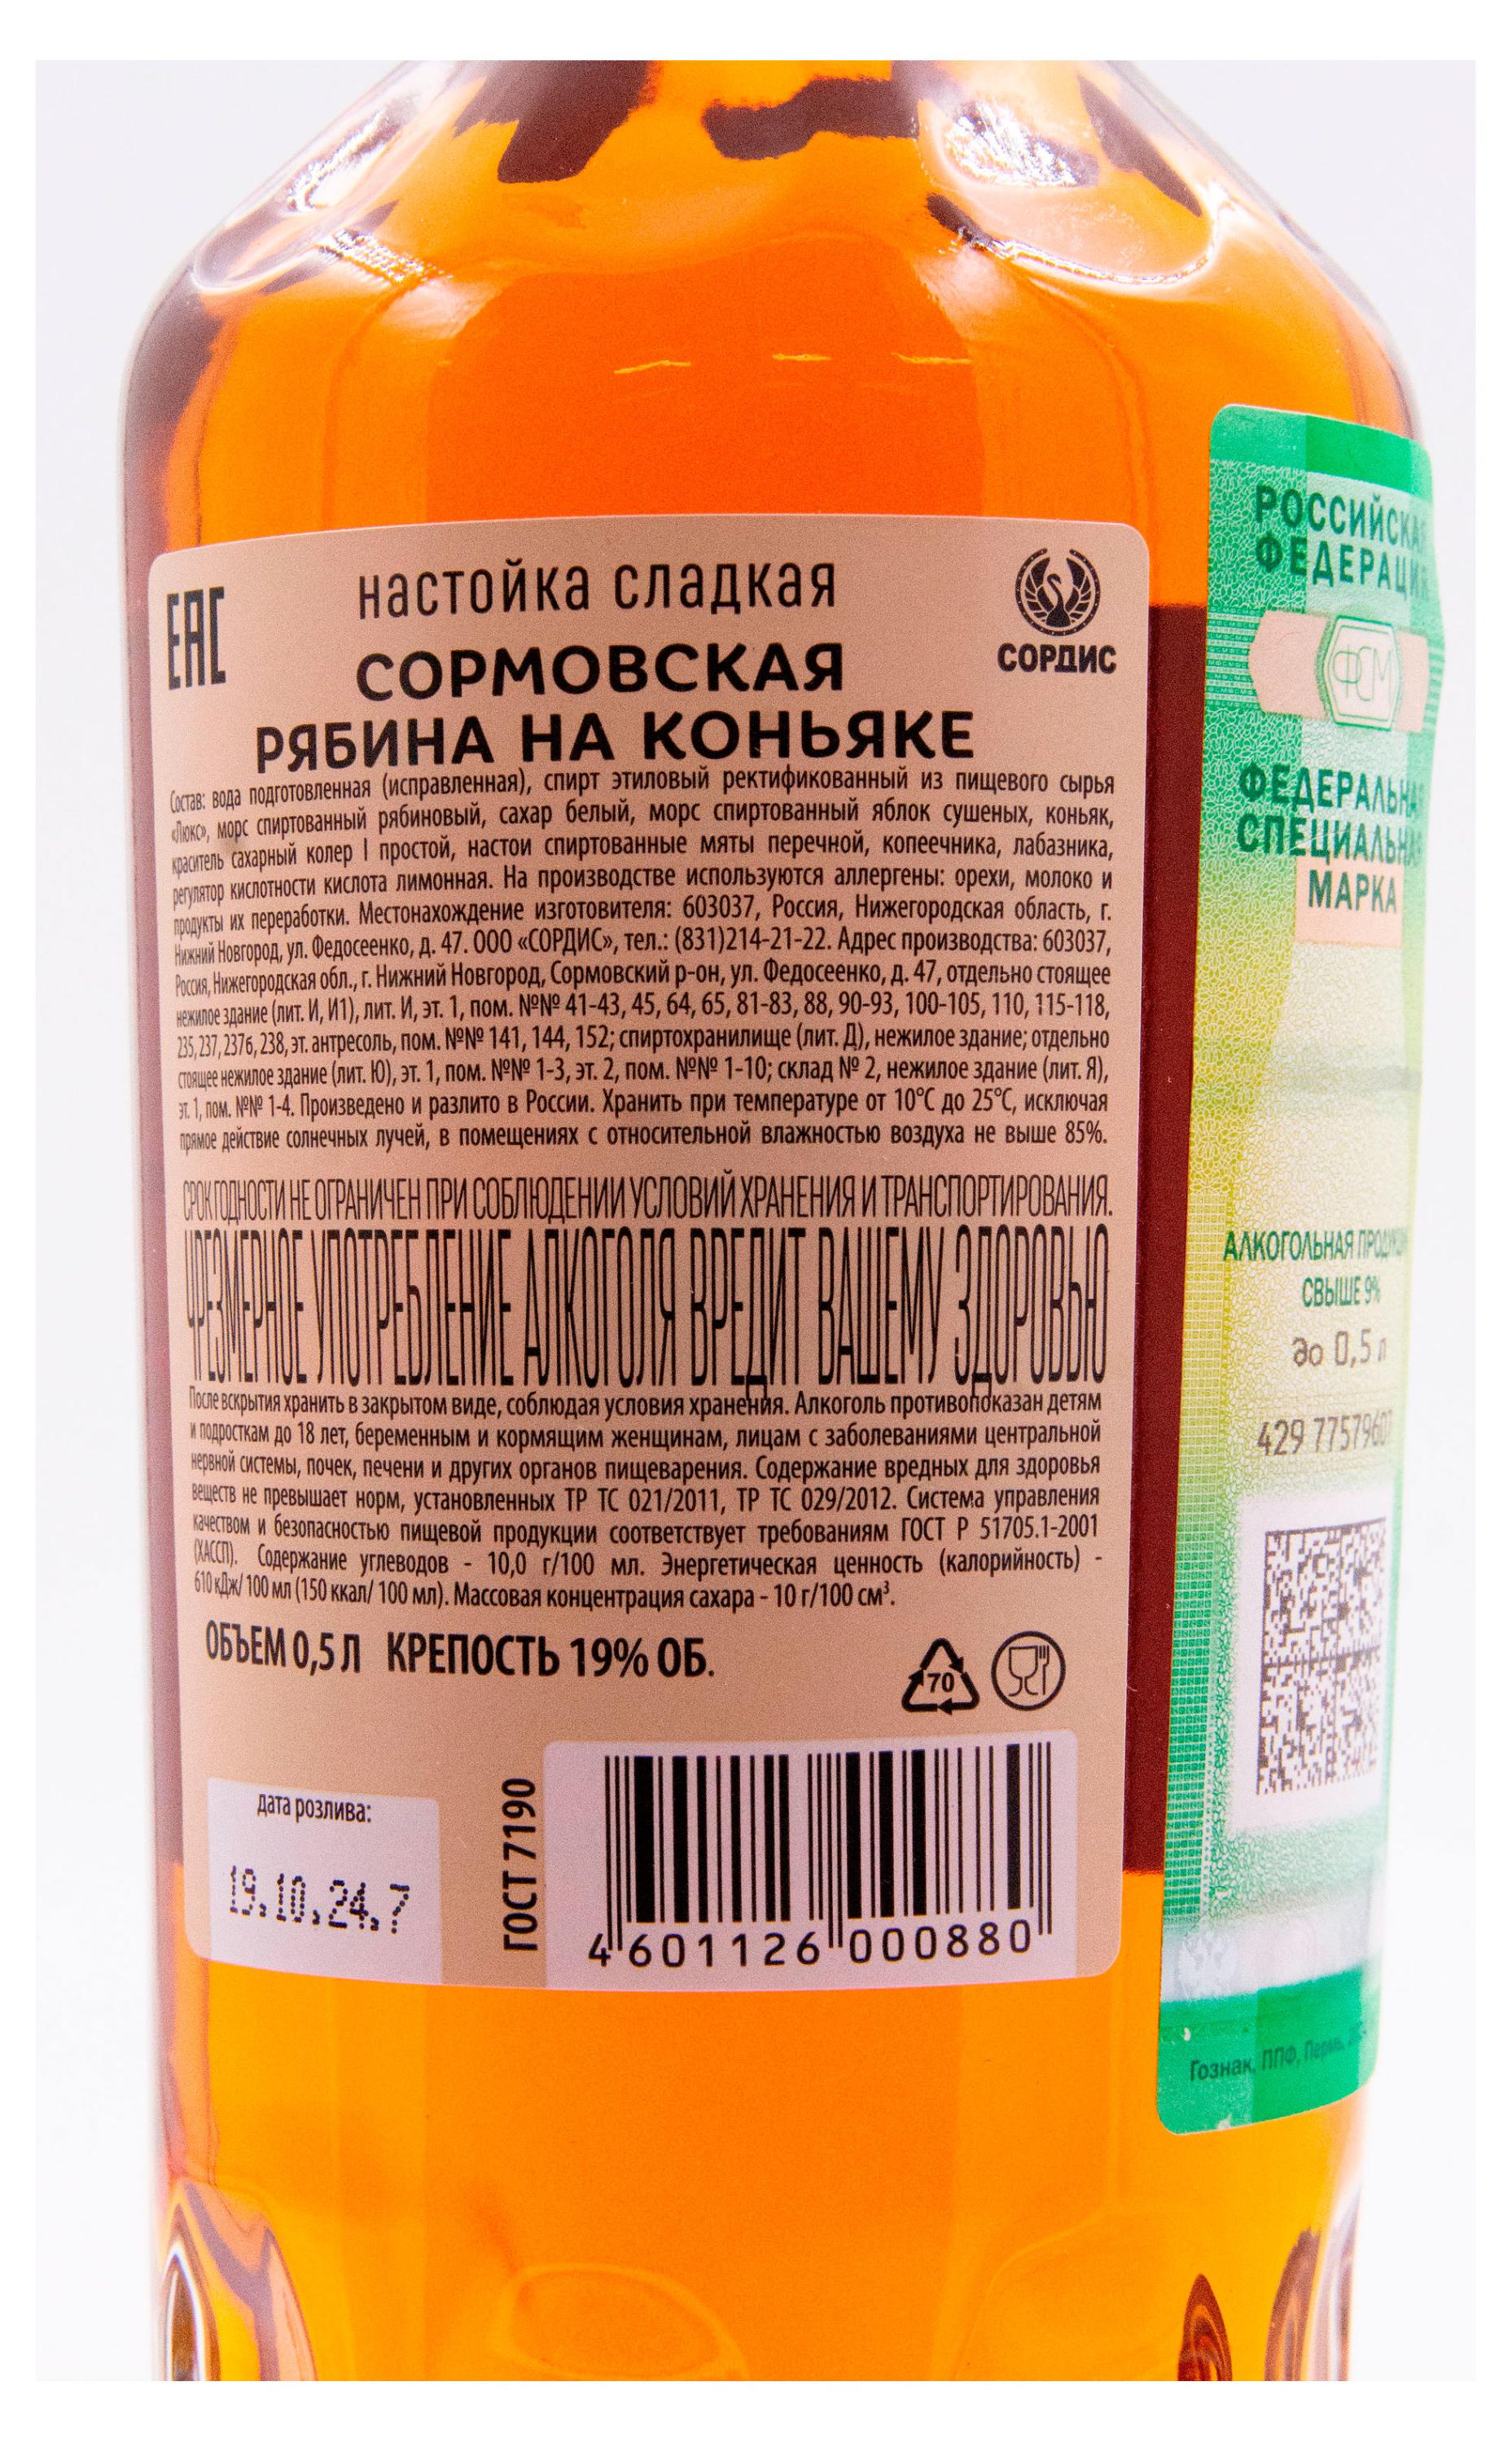 ЕАС
настойка сладкая
СОРДИС
СОРМОВСКАЯ
РЯБИНА НА КОНЬЯКЕ
Состав: вода подготовленная (исправленная), спирт этиловый ректификованный из пищевого сырья
«Люкс», морс спиртованный рябиновый, сахар белый, морс спиртованный яблок сушеных, коньяк,
краситель сахарный колер I простой, настои спиртованные мяты перечной, копеечника, лабазника,
регулятор кислотности кислота лимонная. На производстве используются аллергены: орехи, молоко и
продукты их переработки. Местонахождение изготовителя: 603037, Россия, Нижегородская область, г.
Нижний Новгород, ул. Федосеенко, д. 47. ООО «СОРДИС», тел.: (831)214-21-22. Адрес производства: 603037,
Россия, Нижегородская обл., г. Нижний Новгород, Сормовский р-он, ул. Федосеенко, д. 47, отдельно стоящее
нежилое здание (лит. И, И1), лит. И, эт. 1, пом. №№ 41-43, 45, 64, 65, 81-83, 88, 90-93, 100-105, 110, 115-118,
235, 237, 237б, 238, эт. антресоль, пом. №№ 141, 144, 152; спиртохранилище (лит. Д), нежилое здание; отдельно
стоящее нежилое здание (лит. Ю), эт. 1, пом. №№ 1-3, эт. 2, пом. №№ 1-10; склад № 2, нежилое здание (лит. Я),
эт. 1, пом. №№ 1-4. Произведено и разлито в России. Хранить при температуре от 10°С до 25°С, исключая
прямое действие солнечных лучей, в помещениях с относительной влажностью воздуха не выше 85%.
СРОК ГОДНОСТИ НЕ ОГРАНИЧЕН ПРИ СОБЛЮДЕНИИ УСЛОВИЙ ХРАНЕНИЯ И ТРАНСПОРТИРОВАНИЯ.
ЧРЕЗМЕРНОЕ УПОТРЕБЛЕНИЕ АЛКОГОЛЯ ВРЕДИТ ВАШЕМУ ЗДОРОВЬЮ
После вскрытия хранить в закрытом виде, соблюдая условия хранения. Алкоголь противопоказан детям
и подросткам до 18 лет, беременным и кормящим женщинам, лицам с заболеваниями центральной
нервной системы, почек, печени и других органов пищеварения. Содержание вредных для здоровья
веществ не превышает норм, установленных ТР ТС 021/2011, ТР ТС 029/2012. Система управления
качеством и безопасностью пищевой продукции соответствует требованиям ГОСТ Р 51705.1-2001
(ХАССП). Содержание углеводов - 10,0 г/100 мл. Энергетическая ценность (калорийность) -
610 кДж/ 100 мл (150 ккал/ 100 мл). Массовая концентрация сахара - 10 г/100 см³.
ОБЪЕМ 0,5 Л КРЕПОСТЬ 19% ОБ.
70
дата розлива:
19.10.24.7
ГОСТ 7190
4 601126 000880
РОССИЙСКАЯ
ФЕДЕРАЦИЯ
ФСМ
ФЕДЕРАЛЬНАЯ
СПЕЦИАЛЬНАЯ
МАРКА
АЛКОГОЛЬНАЯ
СВЫШЕ 9%
до 0,5 л
429 77579607
Гознак, ППФ, Пермь,